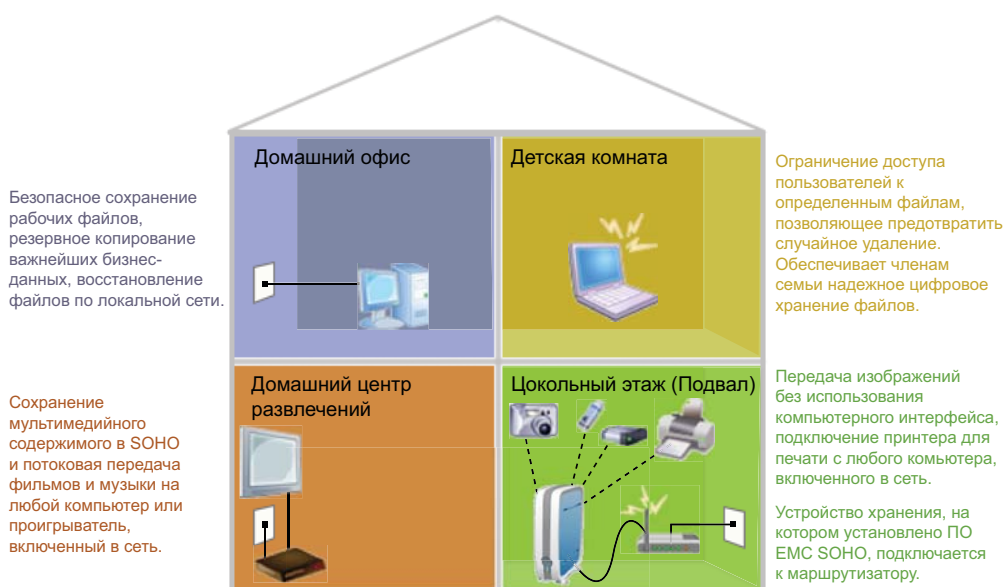 Домашний офис
Детская комната
Безопасное сохранение
рабочих файлов,
резервное копирование
важнейших бизнес-
данных, восстановление
файлов по локальной сети.
Ограничение доступа
пользователей к
определенным файлам,
позволяющее предотвратить
случайное удаление.
Обеспечивает членам
семьи надежное цифровое
хранение файлов.
Домашний центр
развлечений
Цокольный этаж (Подвал)
Сохранение
мультимедийного
содержимого в SOHO
и потоковая передача
фильмов и музыки на
любой компьютер или
проигрыватель,
включенный в сеть.
Передача изображений
без использования
компьютерного интерфейса,
подключение принтера для
печати с любого комьютера,
включенного в сеть.
Устройство хранения, на
котором установлено ПО
EMC SOHO, подключается
к маршрутизатору.